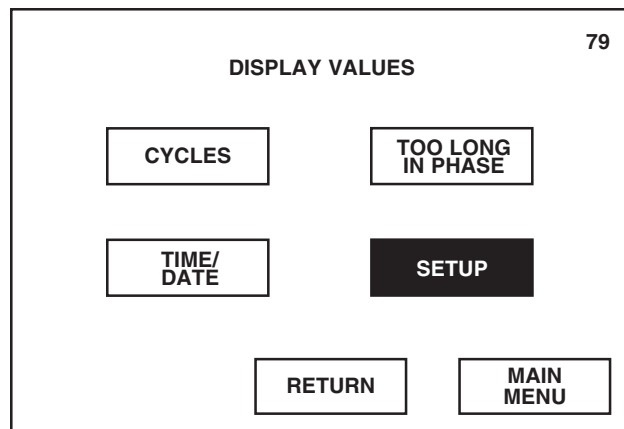 79
DISPLAY VALUES
CYCLES
TOO LONG
IN PHASE
TIME/
DATE
SETUP
RETURN
MAIN
MENU